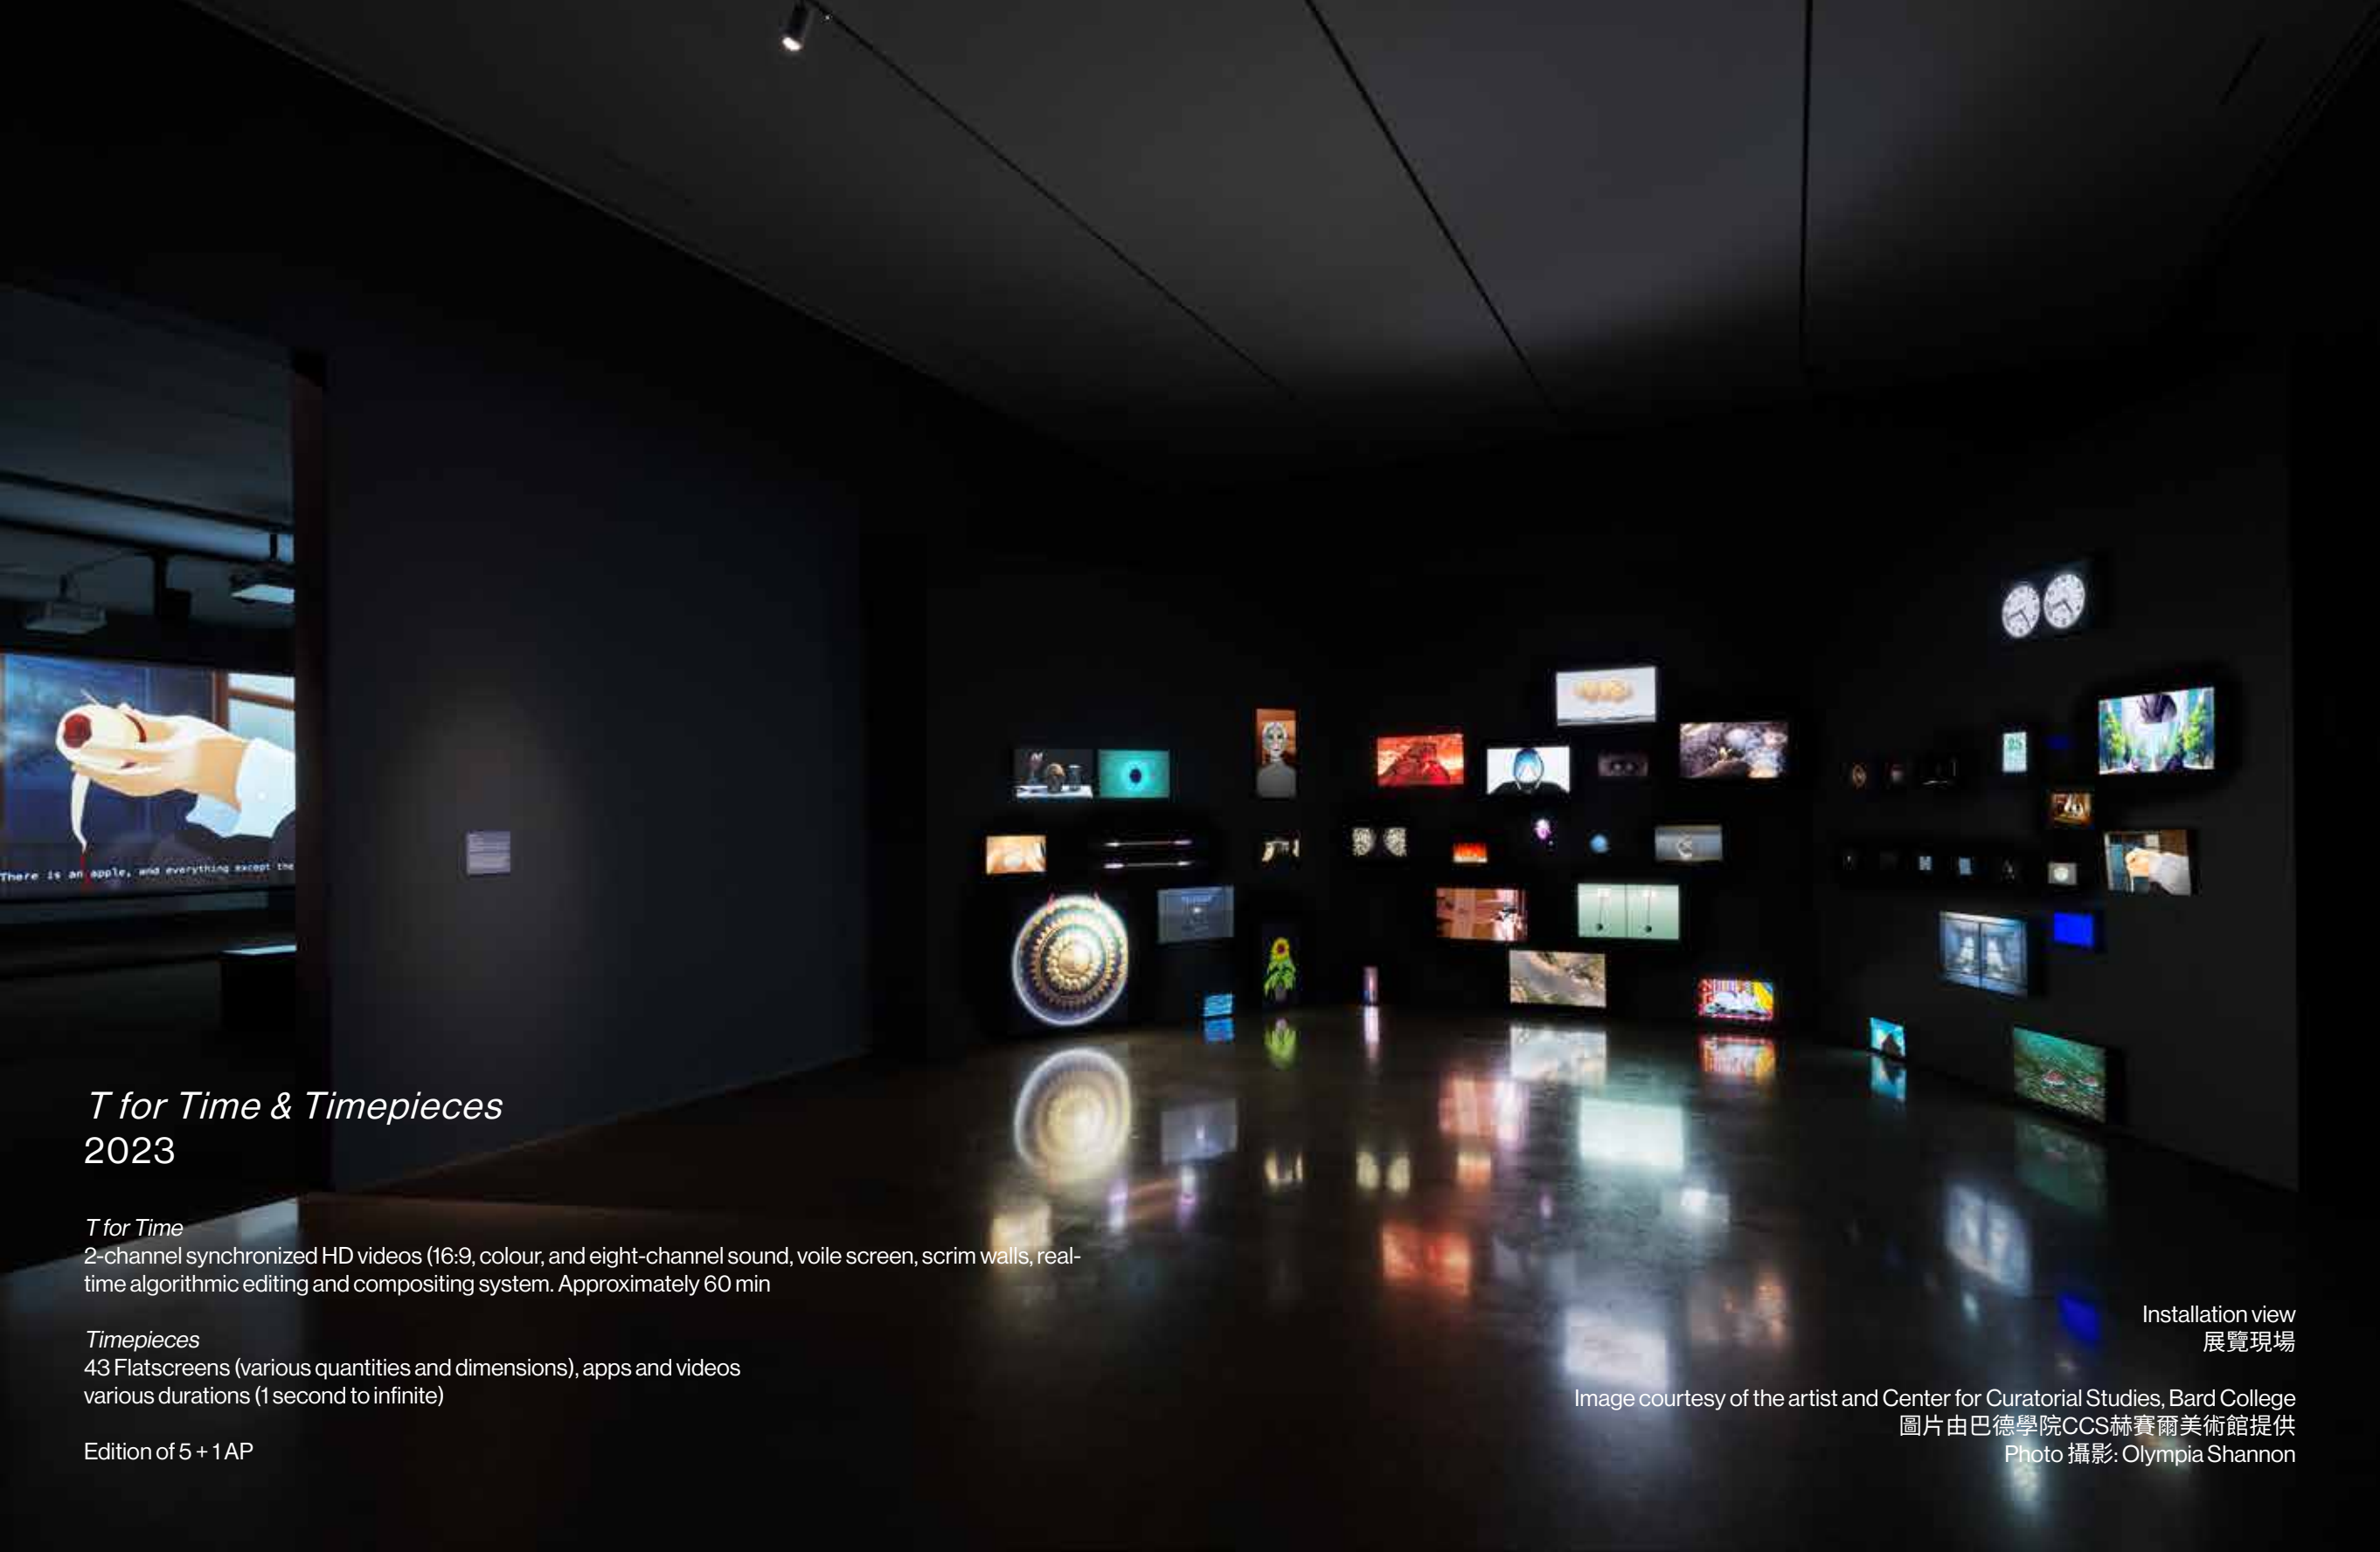 There is an apple, and everything except the
T for Time & Timepieces
2023
T for Time
2-channel synchronized HD videos (16:9, colour, and eight-channel sound, voile screen, scrim walls, real-
time algorithmic editing and compositing system. Approximately 60 min
Timepieces
43 Flatscreens (various quantities and dimensions), apps and videos
various durations (1 second to infinite)
Edition of 5 + 1 AP
Installation view
展覽現場
Image courtesy of the artist and Center for Curatorial Studies, Bard College
圖片由巴德學院CCS赫賽爾美術館提供
Photo 攝影: Olympia Shannon